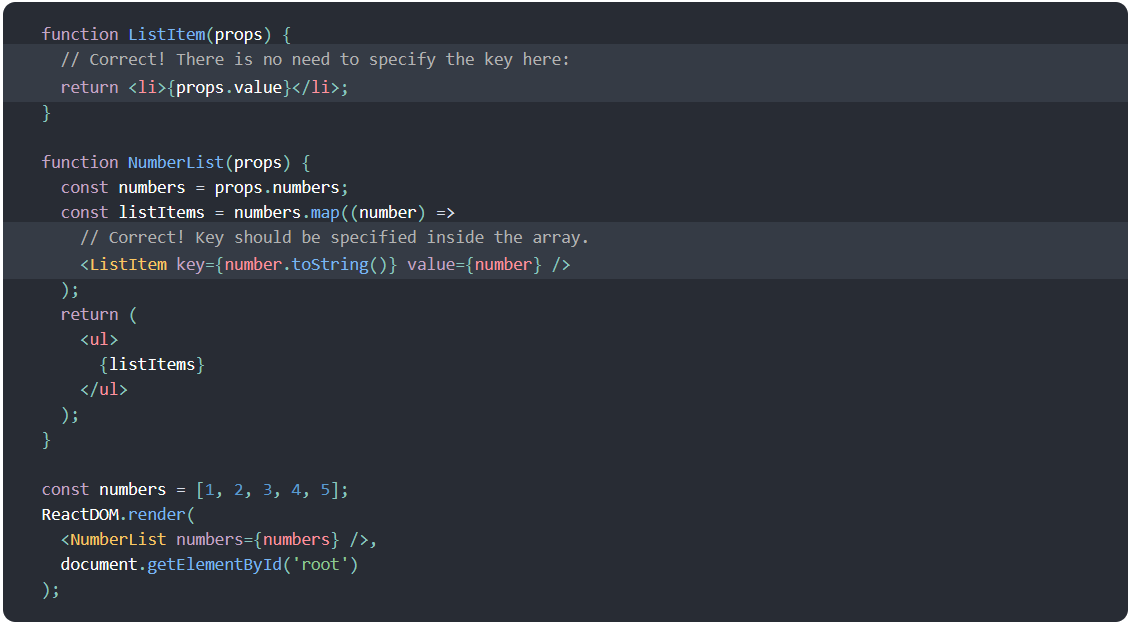 function ListItem(props) {
  // Correct! There is no need to specify the key here:
  return <li>{props.value}</li>;
}

function NumberList(props) {
  const numbers = props.numbers;
  const listItems = numbers.map((number) =>
    // Correct! Key should be specified inside the array.
    <ListItem key={number.toString()} value={number} />
  );
  return (
    <ul>
      {listItems}
    </ul>
  );
}

const numbers = [1, 2, 3, 4, 5];
ReactDOM.render(
  <NumberList numbers={numbers} />,
  document.getElementById('root')
);